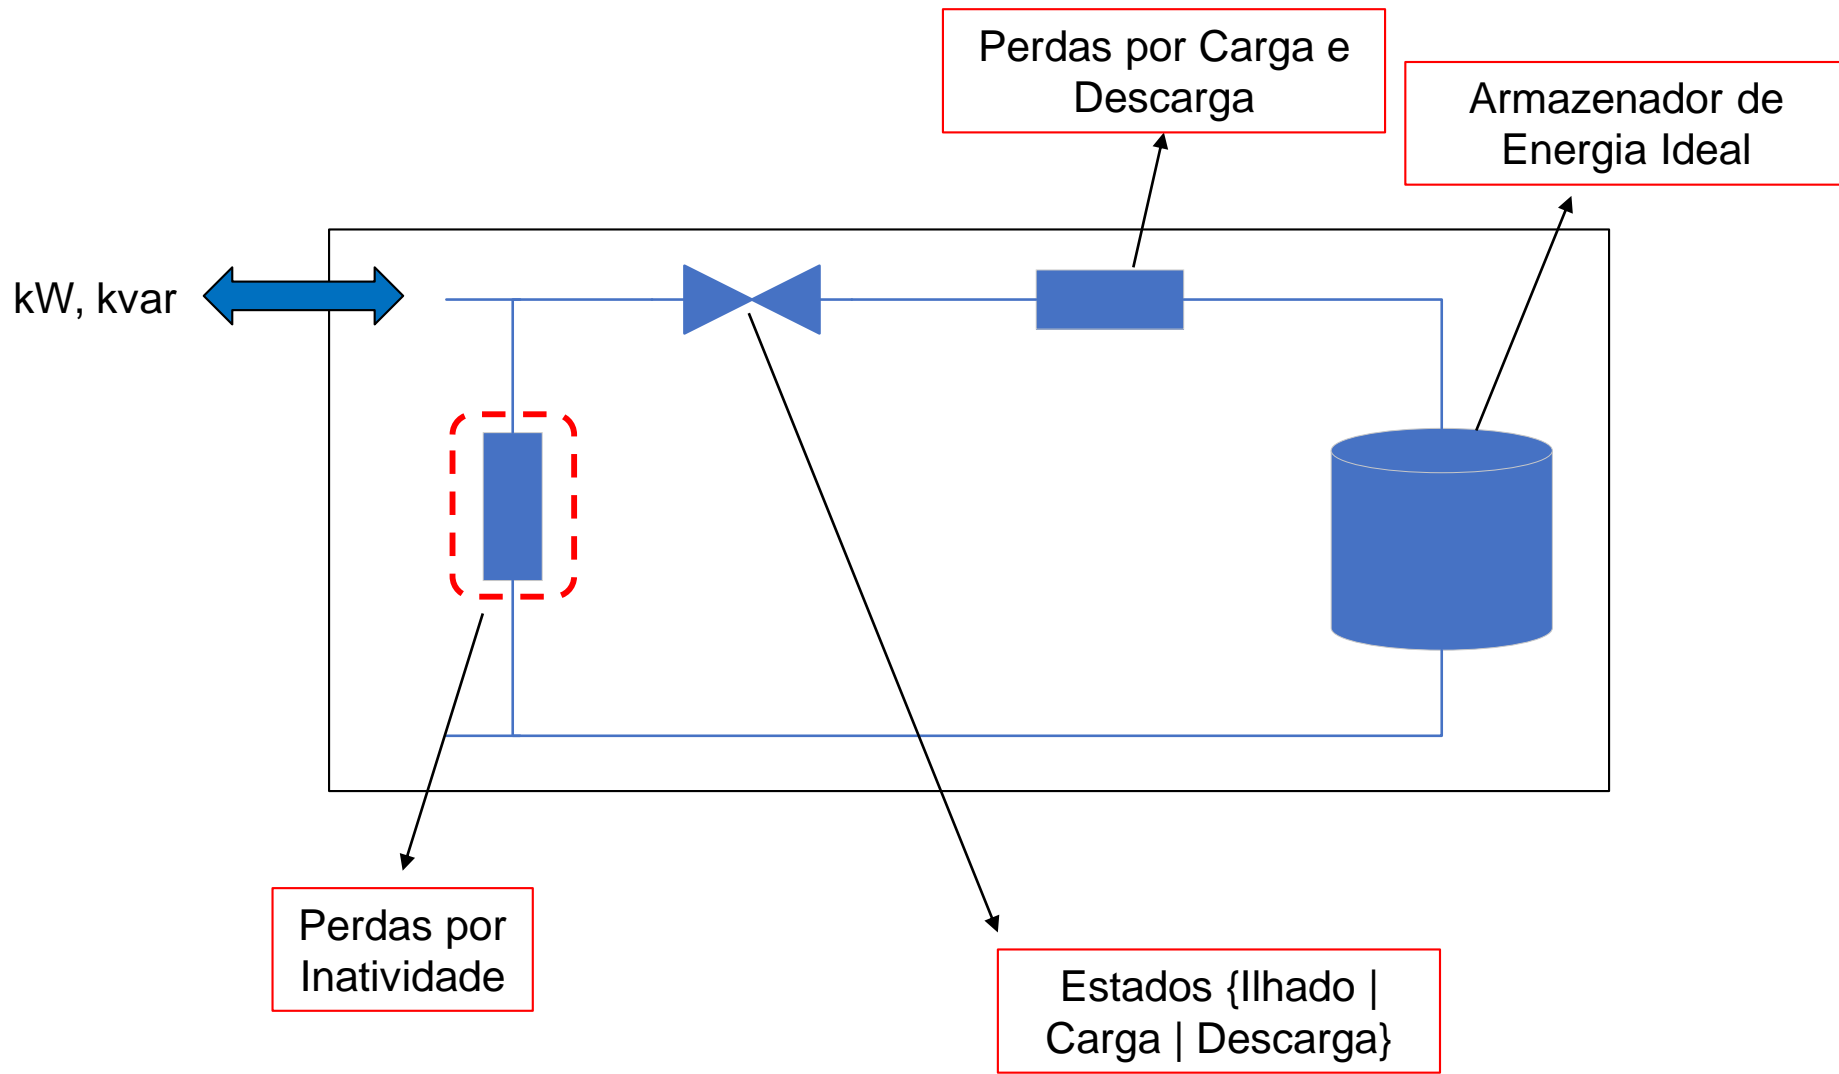 Perdas por Carga e
Descarga
Armazenador de
Energia Ideal
kW, kvar
Perdas por
Inatividade
Estados {Ilhado |
Carga | Descarga}